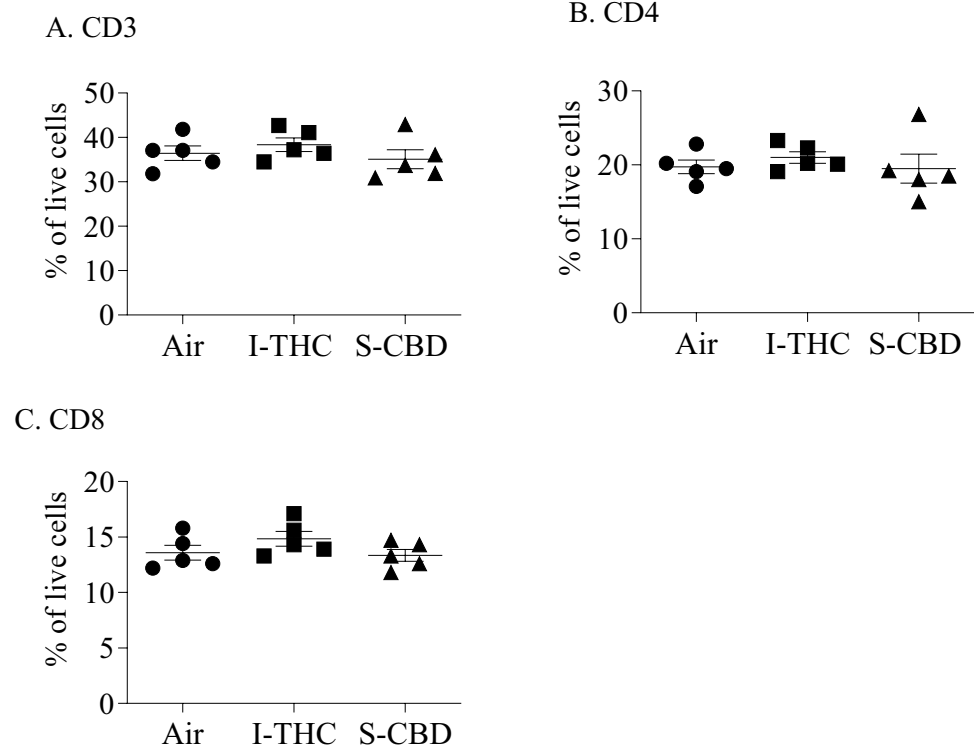 A. CD3
% of live cells
50
40
30
20
10
0
Air I-THC S-CBD
B. CD4
% of live cells
30
20
10
0
Air I-THC S-CBD
C. CD8
% of live cells
20
15
10
5
0
Air I-THC S-CBD